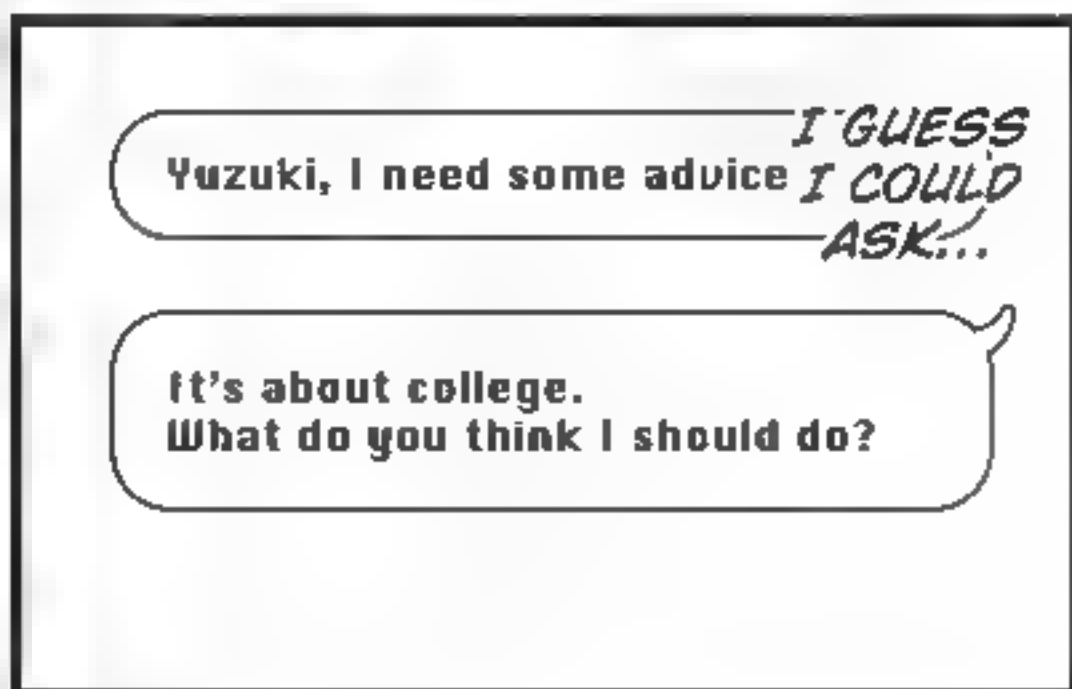 Yuzuki, I need some advice
I GUESS
I COULD
ASK...
It's about college.
What do you think I should do?